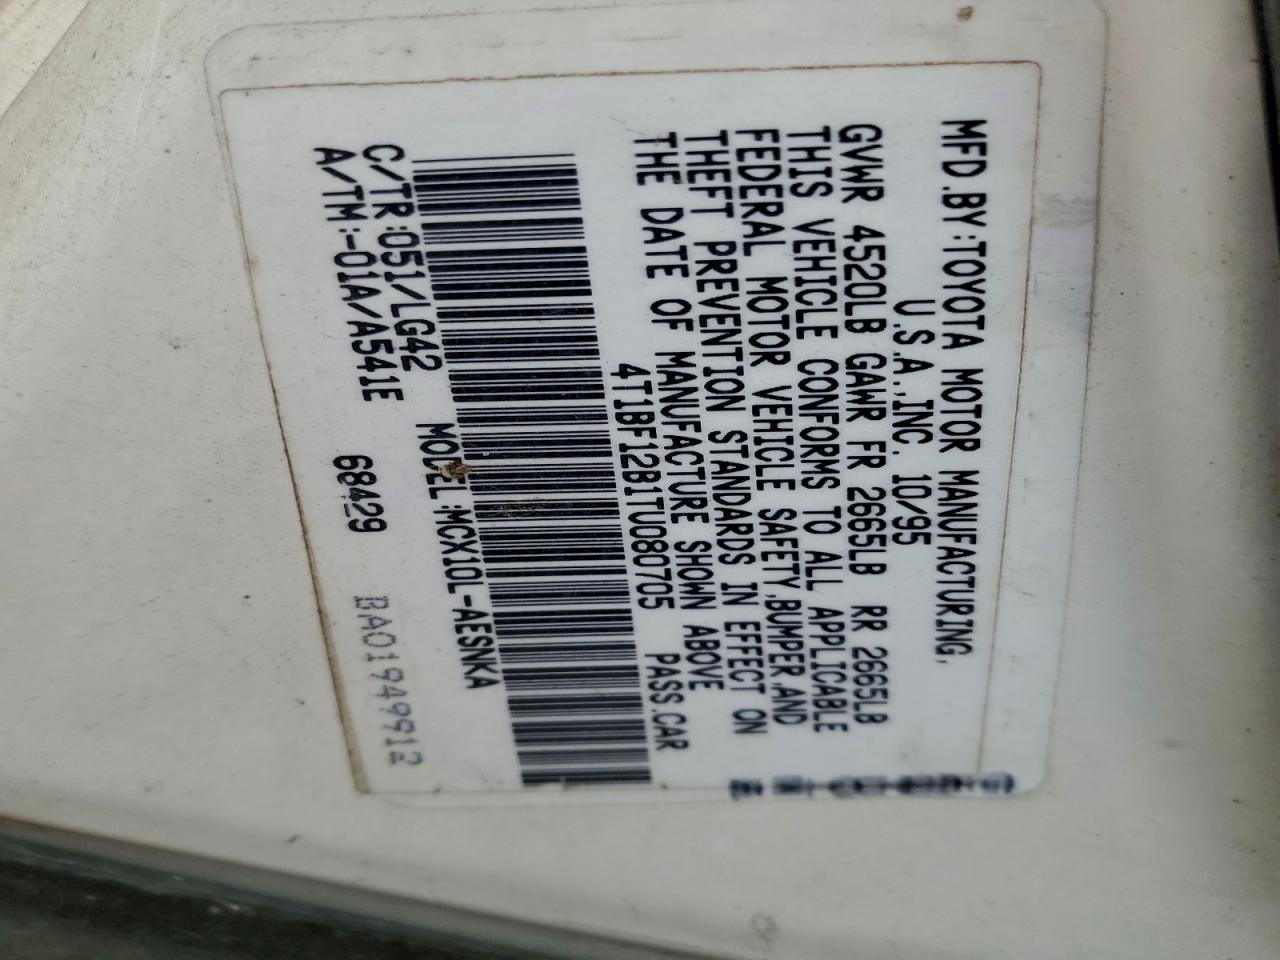 MFD.BY:TOYOTA MOTOR MANUFACTURING,
U.S.A.,INC. 10/95
GVWR 4520LB GAWR FR 2665LB RR 2665LB
THIS VEHICLE CONFORMS TO ALL APPLICABLE
FEDERAL MOTOR VEHICLE SAFETY,BUMPER,AND
THEFT PREVENTION STANDARDS IN EFFECT ON
THE DATE OF MANUFACTURE SHOWN ABOVE
4T1BF12B1TU080705 PASS.CAR
MODEL:MCX10L-AESNKA
C/TR:051/LG42
A/TM:-01A/A541E 68429
BA01949912